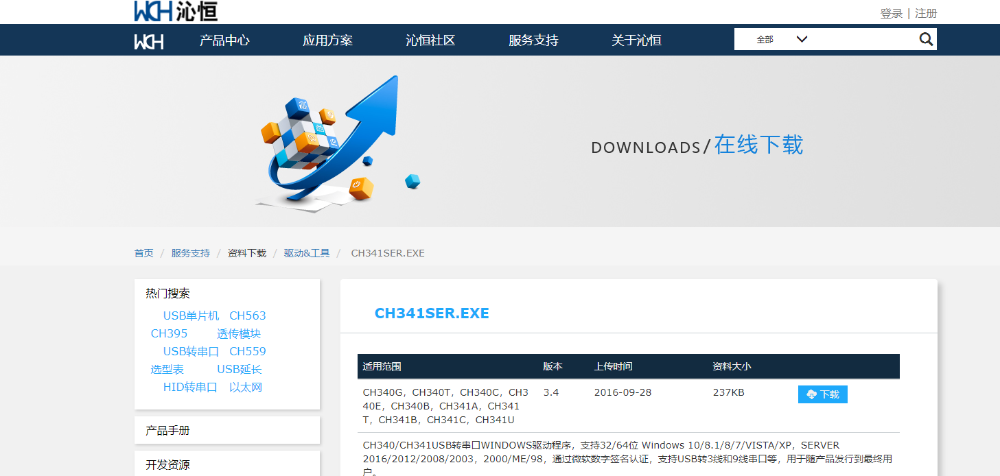 WCH 沁恒
登录 | 注册
WCH 产品中心 应用方案 沁恒社区 服务支持 关于沁恒 全部
DOWNLOADS/在线下载
首页 / 服务支持 / 资料下载 / 驱动&工具 / CH341SER.EXE
热门搜索
USB单片机 CH563
CH395 透传模块
USB转串口 CH559
选型表 USB延长
HID转串口 以太网
产品手册
开发资源
CH341SER.EXE
适用范围 版本 上传时间 资料大小
CH340G，CH340T，CH340C，CH3 3.4 2016-09-28 237KB 下载
40E，CH340B，CH341A，CH341
T，CH341B，CH341C，CH341U
CH340/CH341USB转串口WINDOWS驱动程序，支持32/64位 Windows 10/8.1/8/7/VISTA/XP，SERVER
2016/2012/2008/2003，2000/ME/98，通过微软数字签名认证，支持USB转3线和9线串口等，用于随产品发行到最终用
户。